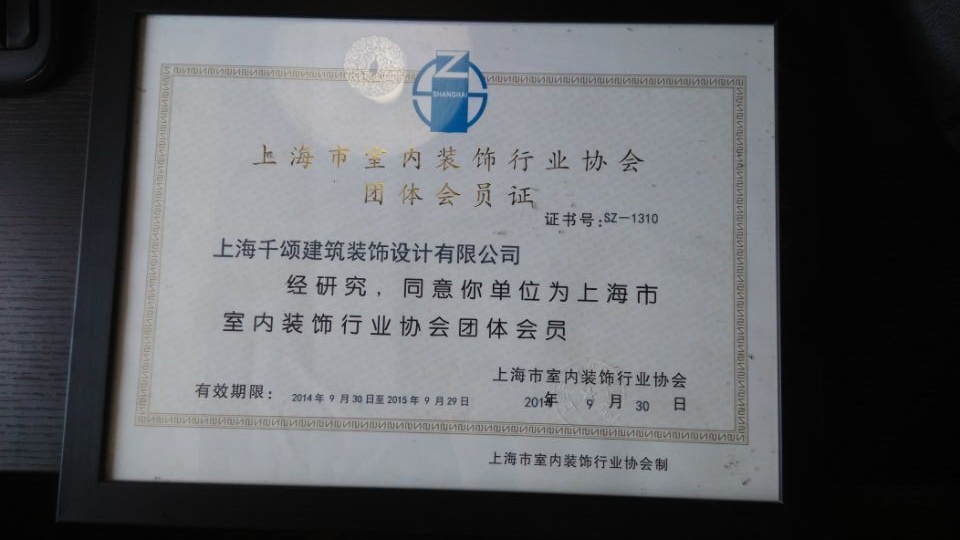 Z
SHANGHAI
上海市室内装饰行业协会
团体会员证
证书号:SZ-1310
上海千颂建筑装饰设计有限公司
经研究，同意你单位为上海市
室内装饰行业协会团体会员
上海市室内装饰行业协会
有效期限： 2014年 9 月 30日至 2015年 9 月 29日
2014年 9 月 30 日
上海市室内装饰行业协会制